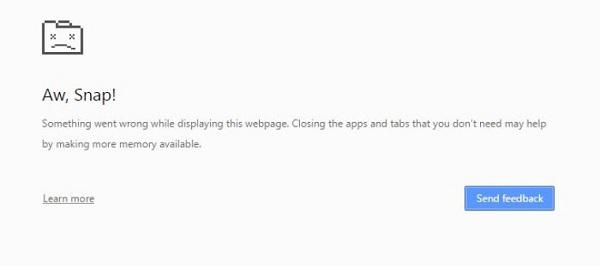 Aw, Snap!
Something went wrong while displaying this webpage. Closing the apps and tabs that you don't need may help
by making more memory available.
Learn more
Send feedback